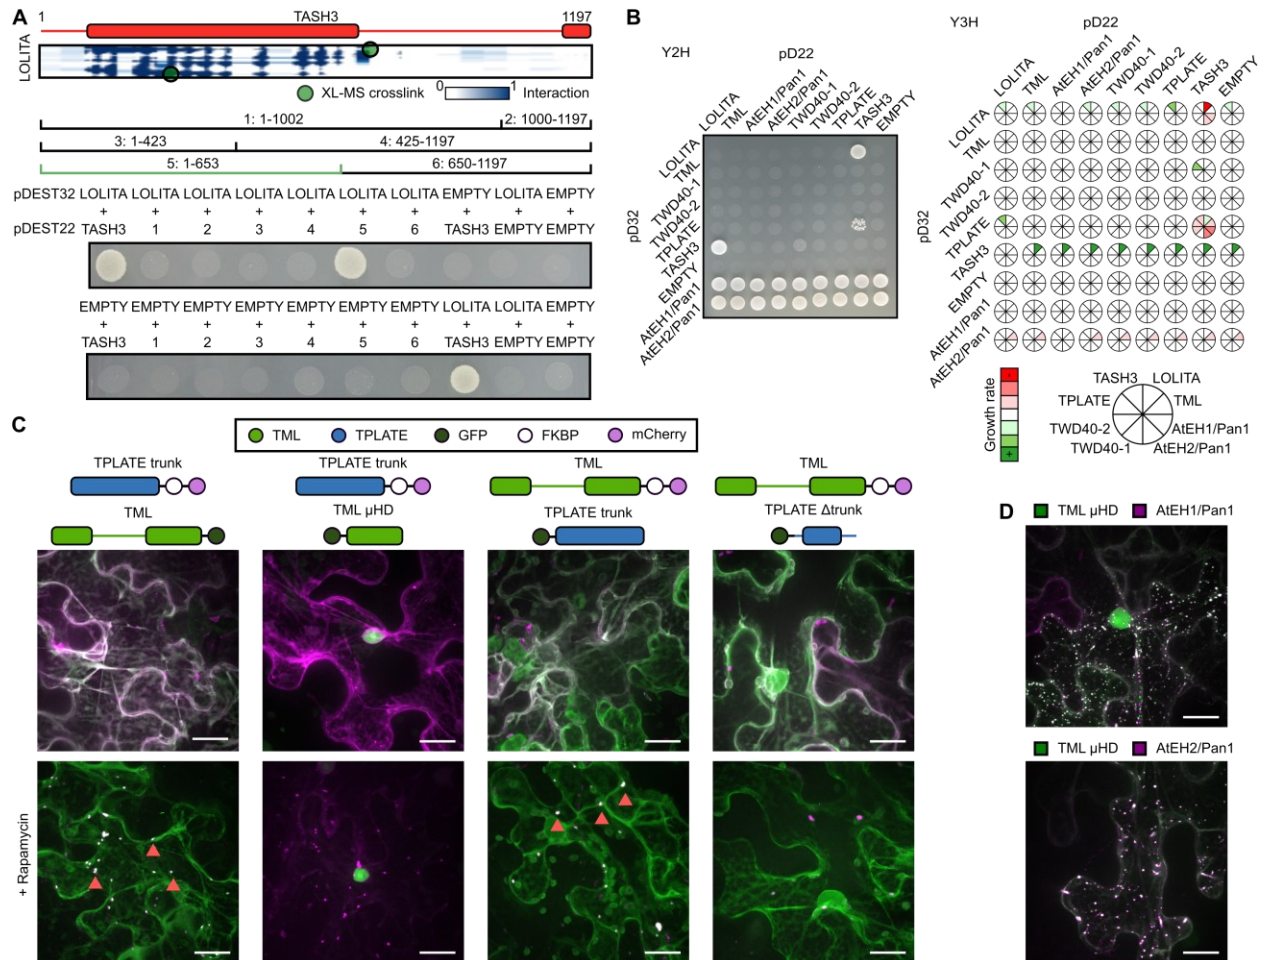 A
1 TASH3 1197
LOLITA
XL-MS crosslink 0 1 Interaction
1: 1-1002 2: 1000-1197
3: 1-423 4: 425-1197
5: 1-653 6: 650-1197
pDEST32 LOLITA LOLITA LOLITA LOLITA LOLITA LOLITA LOLITA EMPTY LOLITA EMPTY
+ + + + + + + + + +
pDEST22 TASH3 1 2 3 4 5 6 TASH3 EMPTY EMPTY
EMPTY EMPTY EMPTY EMPTY EMPTY EMPTY EMPTY LOLITA LOLITA EMPTY
+ + + + + + + + + +
TASH3 1 2 3 4 5 6 TASH3 EMPTY EMPTY
B
Y2H pD22
LOLITA TML AtEH1/Pan1 AtEH2/Pan1 TWD40-1 TWD40-2 TPLATE TASH3 EMPTY
pD32
LOLITA
TML
TWD40-1
TWD40-2
TPLATE
TASH3
EMPTY
AtEH1/Pan1
AtEH2/Pan1
Y3H pD22
LOLITA TML AtEH1/Pan1 AtEH2/Pan1 TWD40-1 TWD40-2 TPLATE TASH3 EMPTY
pD32
LOLITA
TML
TWD40-1
TWD40-2
TPLATE
TASH3
EMPTY
AtEH1/Pan1
AtEH2/Pan1
Growth rate
-
+
TASH3 LOLITA
TPLATE TML
TWD40-2 AtEH1/Pan1
TWD40-1 AtEH2/Pan1
C
TML TPLATE GFP FKBP mCherry
TPLATE trunk TPLATE trunk TML TML
TML TML µHD TPLATE trunk TPLATE Δtrunk
+ Rapamycin
D
TML µHD AtEH1/Pan1
TML µHD AtEH2/Pan1